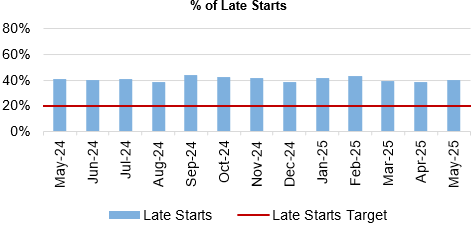 % of Late Starts
80%
60%
40%
20%
0%
May-24
Jun-24
Jul-24
Aug-24
Sep-24
Oct-24
Nov-24
Dec-24
Jan-25
Feb-25
Mar-25
Apr-25
May-25
Late Starts
Late Starts Target